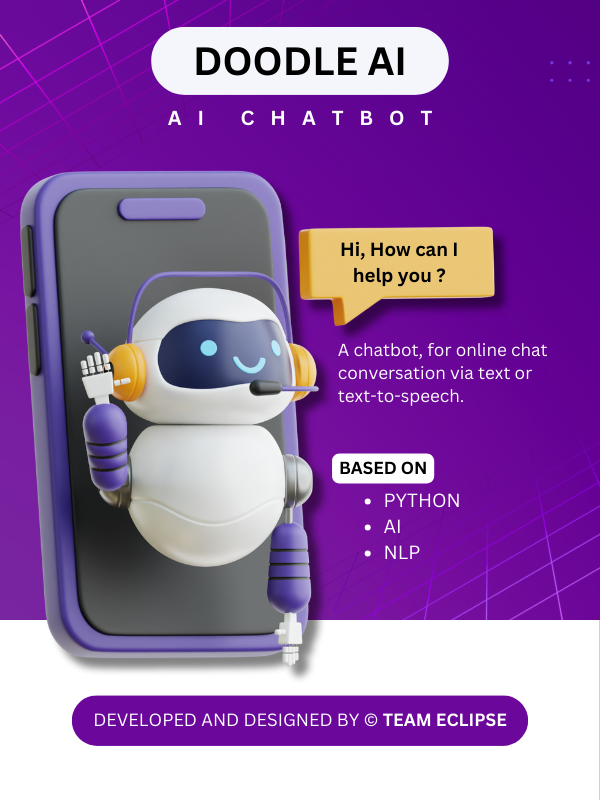 DOODLE AI
AI CHATBOT
Hi, How can I
help you ?
A chatbot, for online chat
conversation via text or
text-to-speech.
BASED ON
• PYTHON
• AI
• NLP
DEVELOPED AND DESIGNED BY © TEAM ECLIPSE